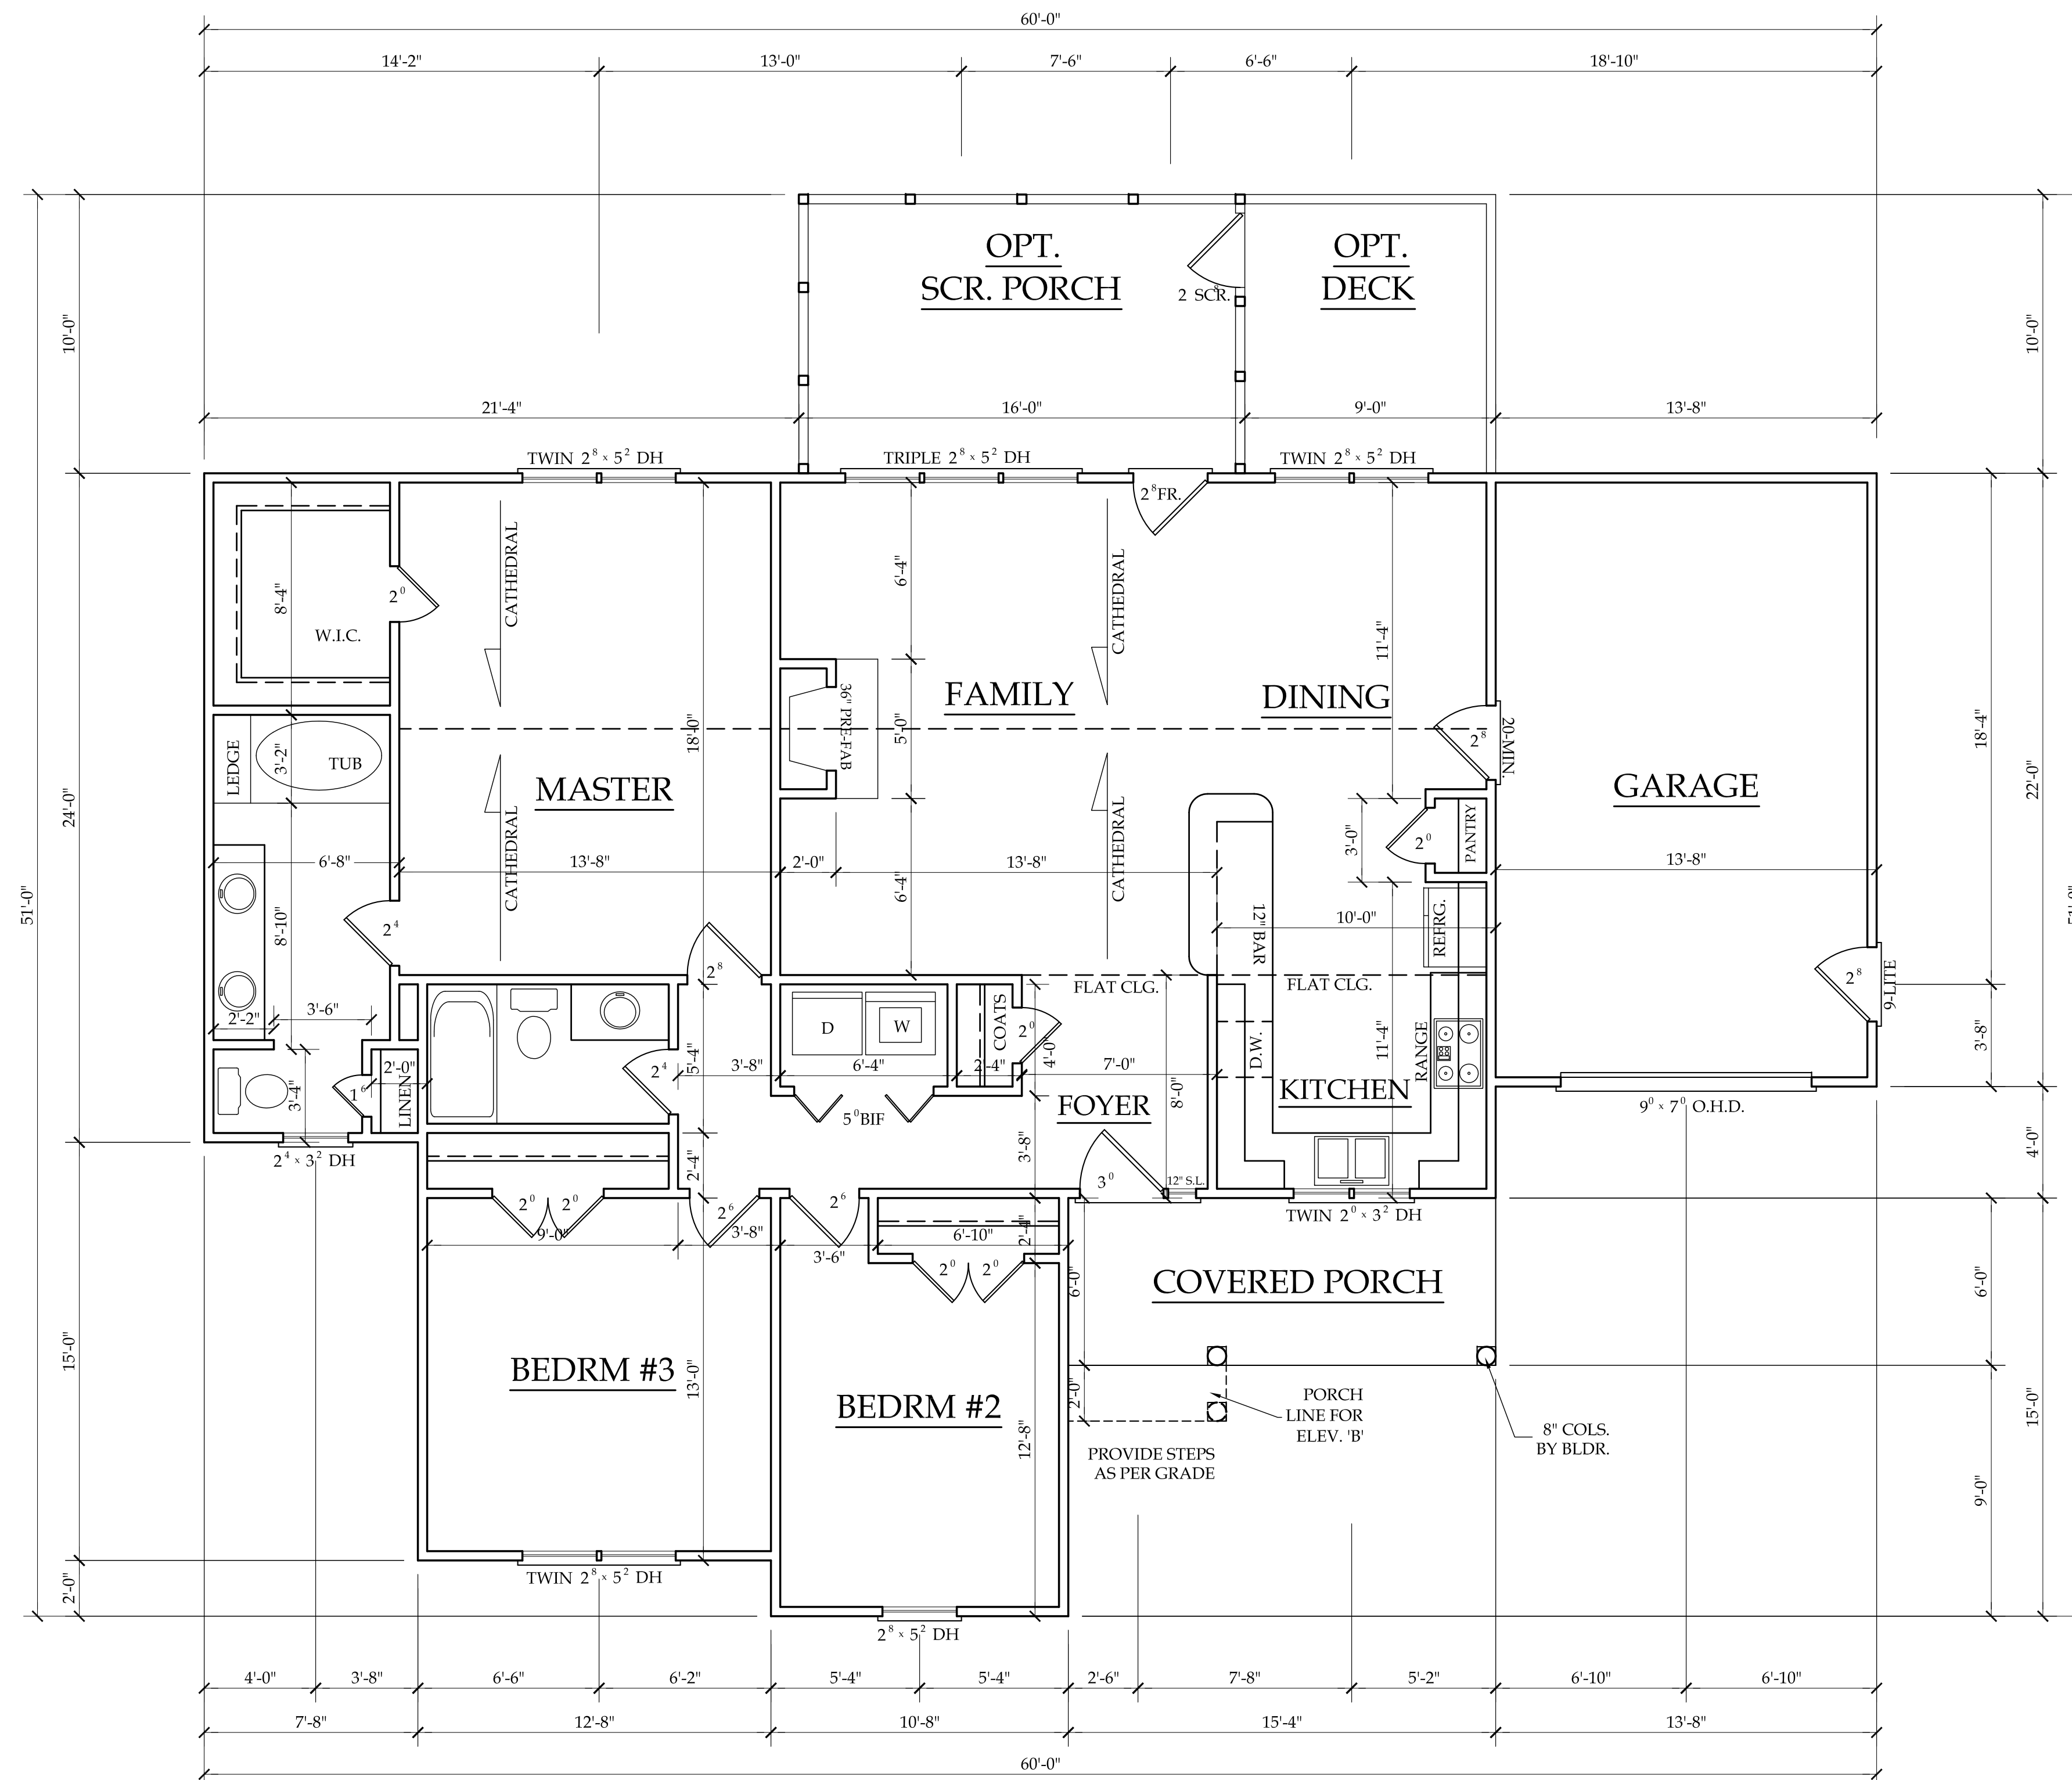 60'-0"
14'-2" 13'-0" 7'-6" 6'-6" 18'-10"
OPT.
SCR. PORCH
OPT.
DECK
2 8 SCR.
10'-0"
10'-0"
21'-4" 16'-0" 9'-0" 13'-8"
TWIN 2⁸ x 5² DH
TRIPLE 2⁸ x 5² DH
TWIN 2⁸ x 5² DH
2⁸ FR.
CATHEDRAL
CATHEDRAL
8'-4"
2⁰
W.I.C.
6'-4"
11'-4"
36" PRE-FAB
FAMILY
DINING
18'-0"
5'-0"
2⁸
20-MIN.
18'-4"
22'-0"
LEDGE
3'-2"
TUB
MASTER
GARAGE
24'-0"
CATHEDRAL
CATHEDRAL
3'-0"
2⁰
PANTRY
6'-8" 13'-8" 2'-0" 13'-8" 13'-8"
6'-4"
51'-0"
51'-0"
8'-10"
2⁴
12" BAR
10'-0"
REFRG.
2⁸
2⁸
9-LITE
FLAT CLG.
FLAT CLG.
2'-2" 3'-6"
D W
COATS
2⁰
4'-0"
D.W.
11'-4"
RANGE
3'-8"
3'-4"
1⁶
2'-0"
LINEN
2⁴
5'-4"
3'-8" 6'-4" 2'-4" 7'-0"
8'-0"
KITCHEN
5⁰ BIF
FOYER
9⁰ x 7⁰ O.H.D.
4'-0"
2⁴ x 3² DH
2'-4"
3'-8"
3⁰
12" S.L.
2⁰ 2⁰
2⁶
2⁶
TWIN 2⁰ x 3² DH
9'-0" 3'-8" 3'-6" 6'-10"
2'-4"
2⁰ 2⁰
6'-0"
COVERED PORCH
6'-0"
15'-0"
BEDRM #3
13'-0"
BEDRM #2
2'-0"
PORCH
LINE FOR
ELEV. 'B'
8" COLS.
BY BLDR.
15'-0"
12'-8"
PROVIDE STEPS
AS PER GRADE
9'-0"
TWIN 2⁸ x 5² DH
2'-0"
2⁸ x 5² DH
4'-0" 3'-8" 6'-6" 6'-2" 5'-4" 5'-4" 2'-6" 7'-8" 5'-2" 6'-10" 6'-10"
7'-8" 12'-8" 10'-8" 15'-4" 13'-8"
60'-0"